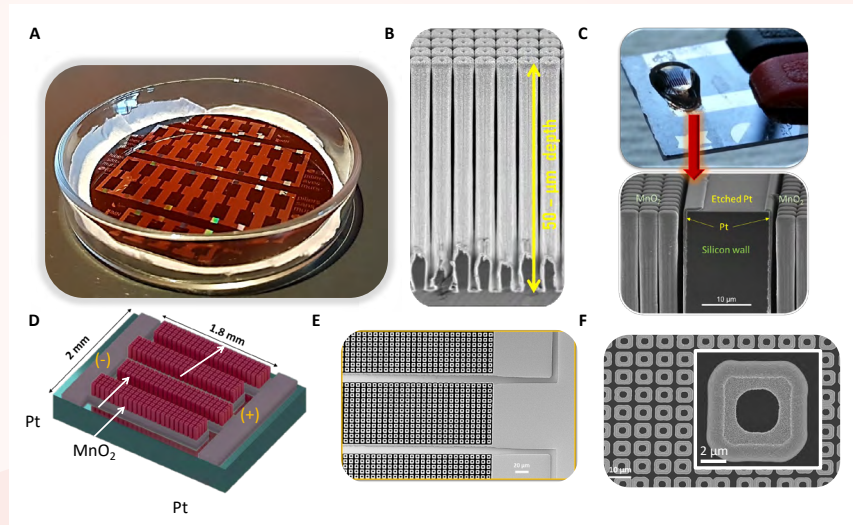 A
B
50 - µm depth
C
MnO₂
Etched Pt
MnO₂
Pt
Silicon wall
10 µm
D
2 mm
1.8 mm
(-)
(+)
Pt
MnO₂
Pt
E
20 µm
F
10 µm
2 µm